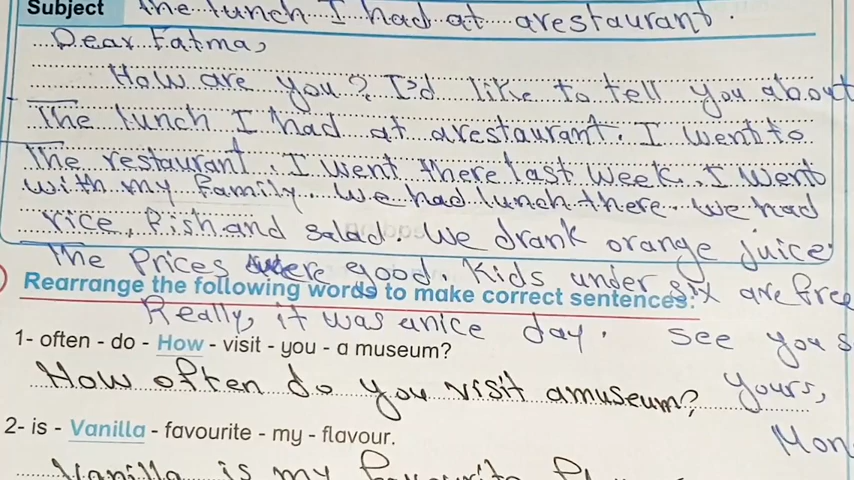 Subject The lunch I had at arestaurant.
Dear Fatma,
How are you? I'd like to tell you about
The lunch I had at arestaurant. I went to
The restaurant. I went there last week. I went
with my family. We had lunch there. We had
rice, fish and salad. We drank orange juice.
The Prices were good. Kids under six are free
Rearrange the following words to make correct sentences:
Really, it was anice day. see you s
1- often - do - How - visit - you - a museum?
How often do you visit amuseum?
yours,
2- is - Vanilla - favourite - my - flavour.
Mon
Vanilla is my favourite